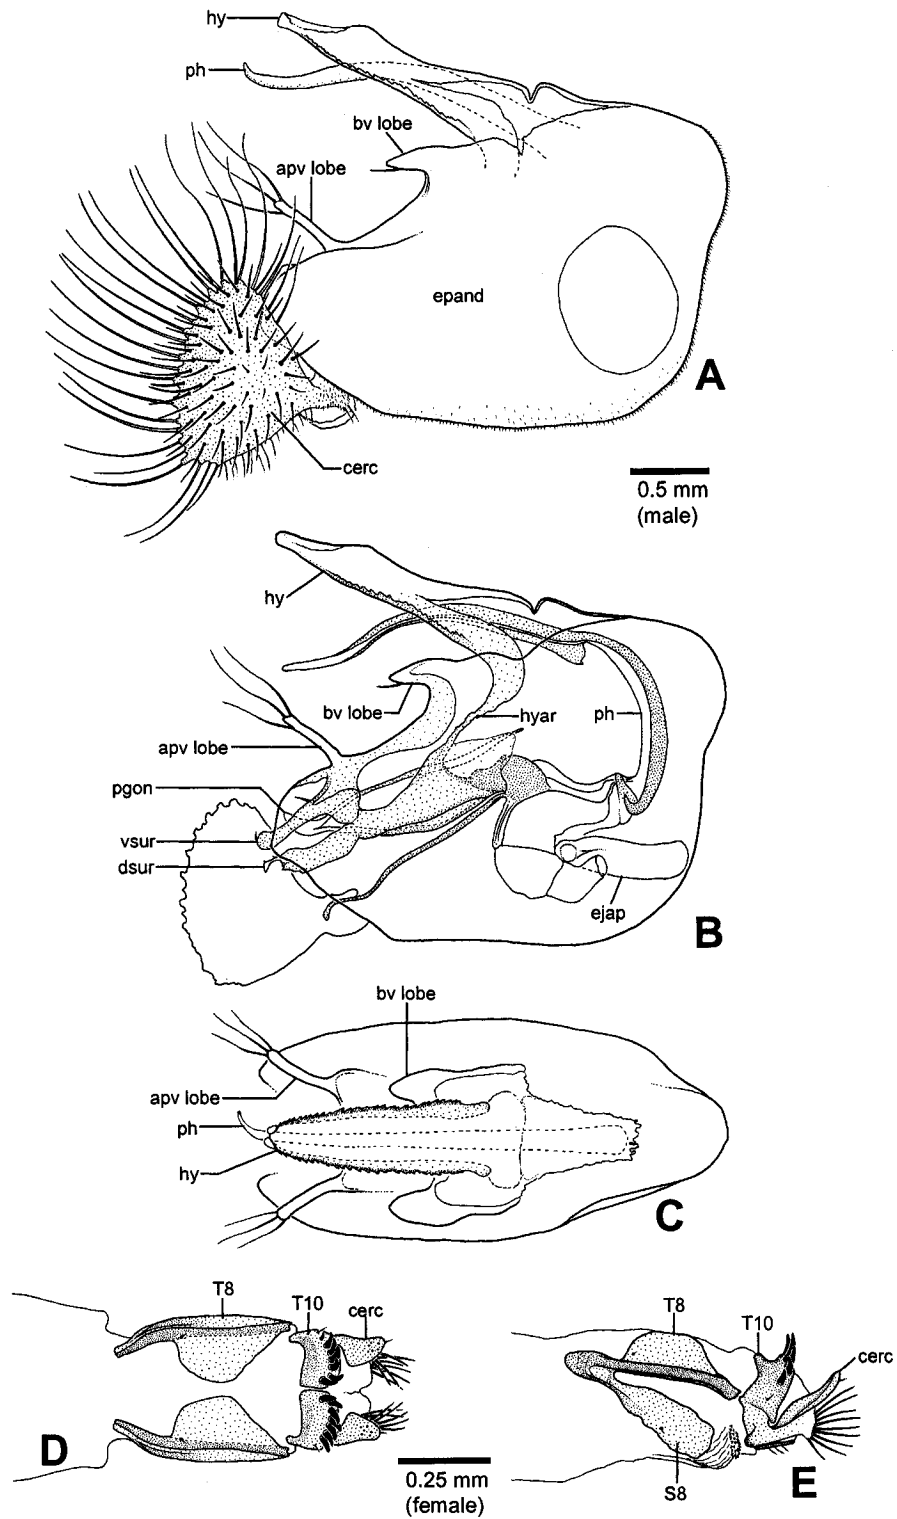 hy
ph
bv lobe
apv lobe
epand
A
cerc
0.5 mm
(male)
hy
bv lobe
hyar
ph
apv lobe
pgon
vsur
dsur
ejap
B
bv lobe
apv lobe
ph
hy
C
T8
T10
cerc
D
0.25 mm
(female)
T8
T10
cerc
S8
E